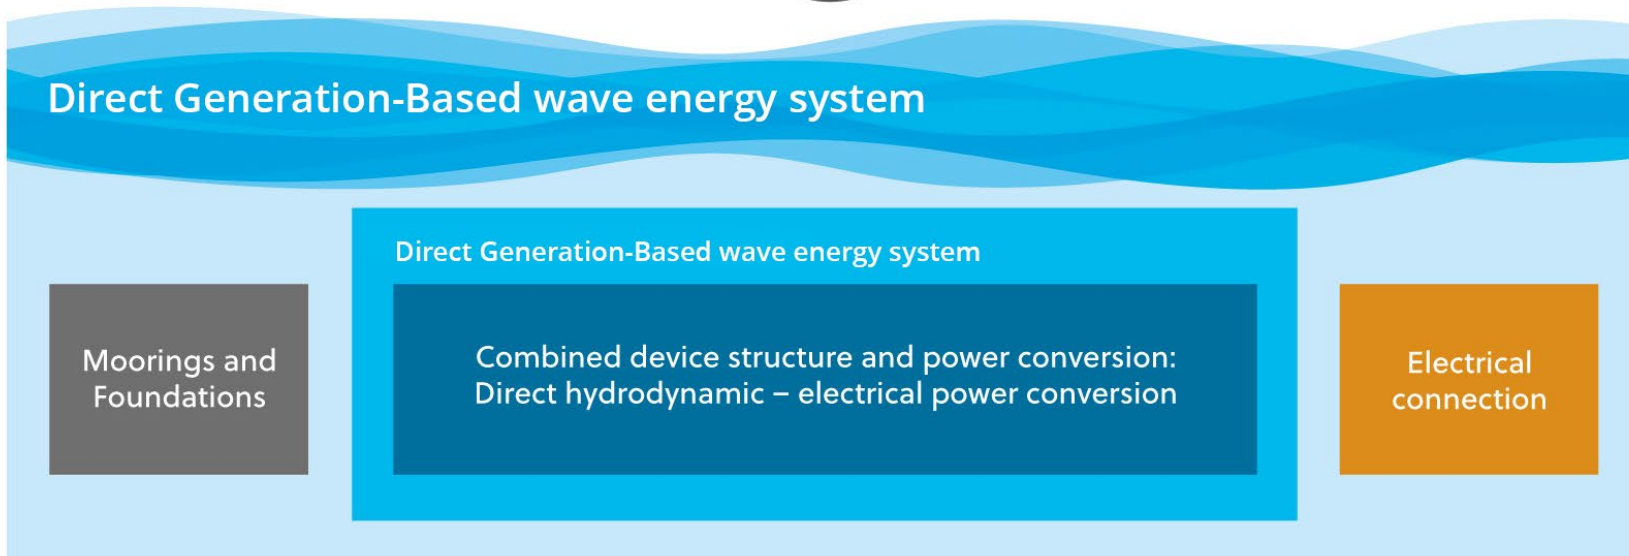 Direct Generation-Based wave energy system
Direct Generation-Based wave energy system
Moorings and
Foundations
Combined device structure and power conversion:
Direct hydrodynamic – electrical power conversion
Electrical
connection